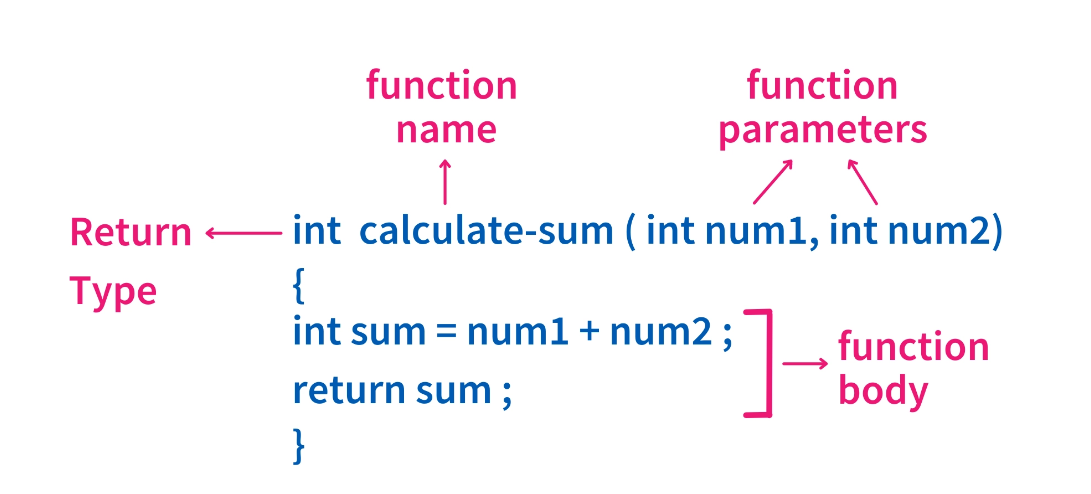 function
name
function
parameters
Return
Type
int calculate-sum ( int num1, int num2)
{
int sum = num1 + num2 ;
return sum ;
}
function
body